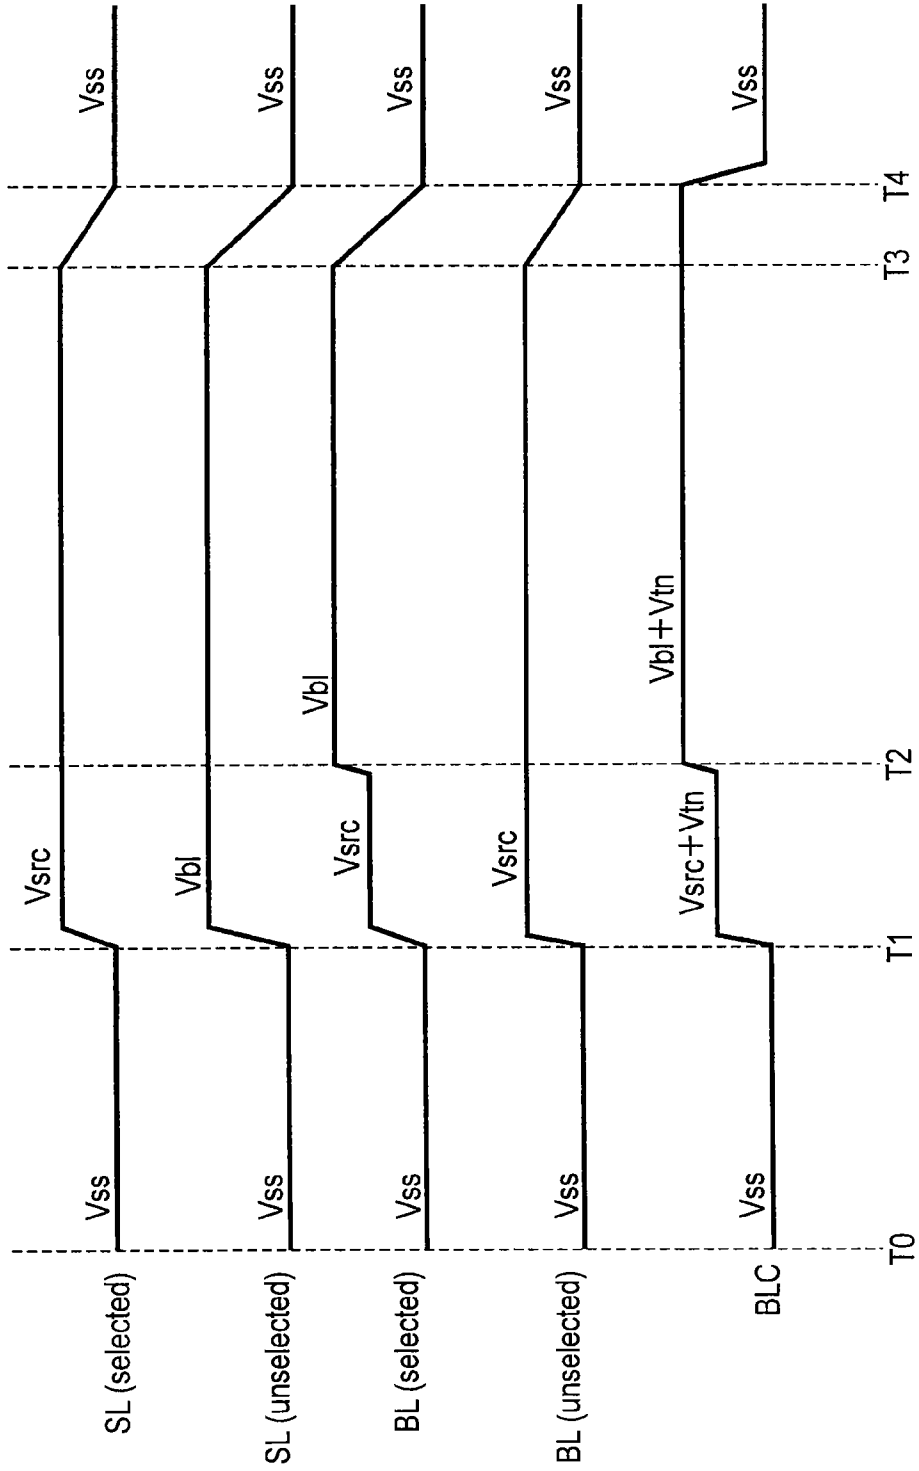 SL (selected)
Vss
Vsrc
Vss
SL (unselected)
Vss
Vbl
Vss
BL (selected)
Vss
Vsrc
Vbl
Vss
BL (unselected)
Vss
Vsrc
Vss
BLC
Vss
Vsrc+Vtn
Vbl+Vtn
Vss
T0
T1
T2
T3
T4